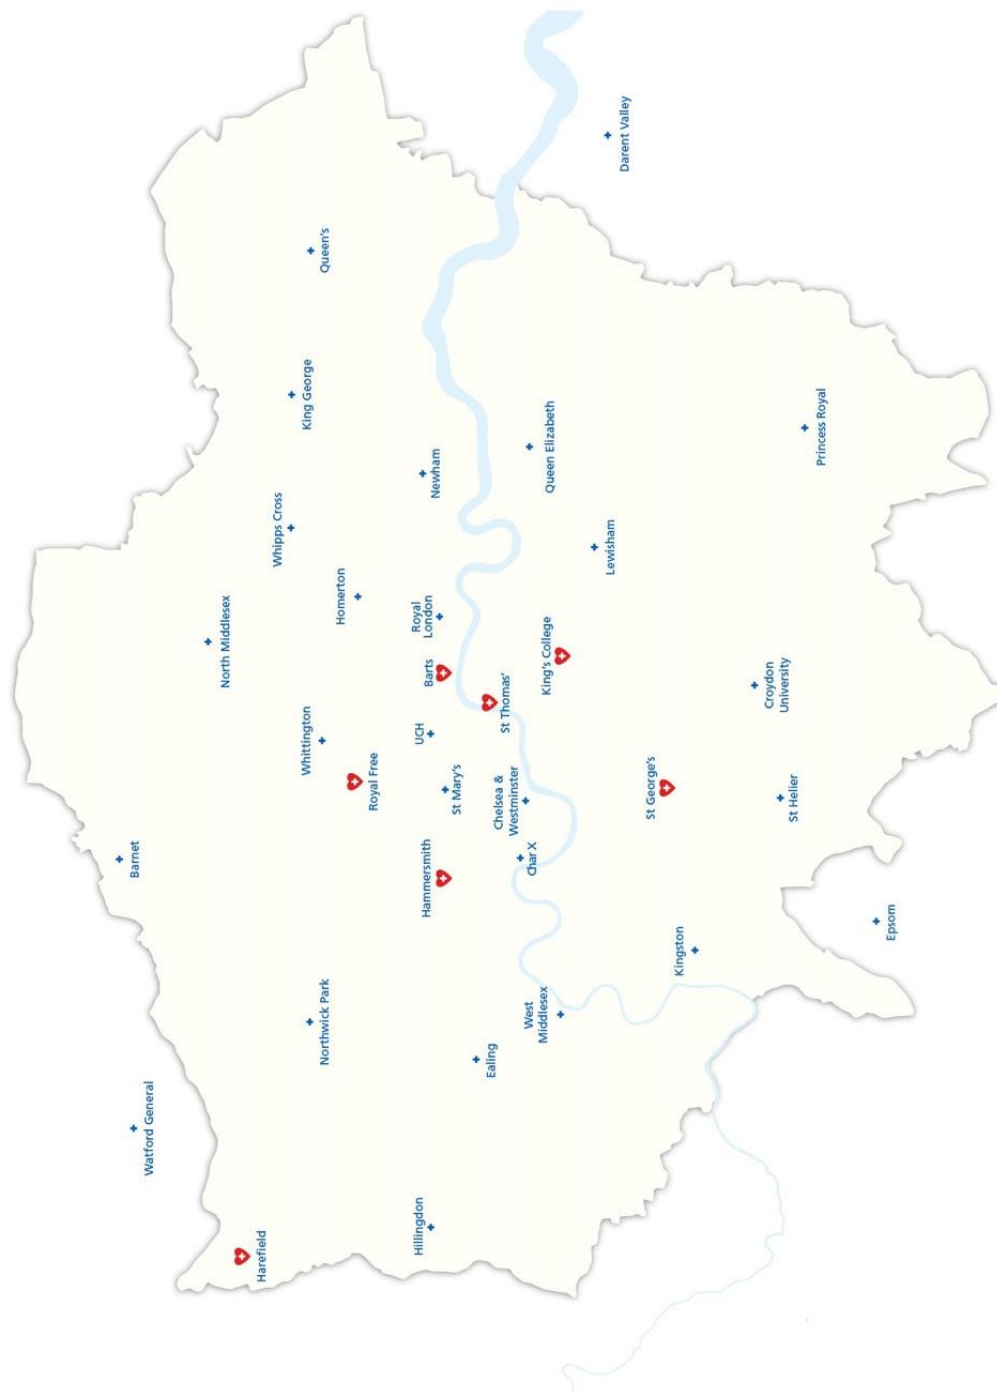 Barnet
Watford General
North Middlesex
Harefield
Whipps Cross
King George
Queen's
Whittington
Northwick Park
Homerton
Royal Free
Hillingdon
UCH
Royal
London
Newham
Barts
Hammersmith
St Mary's
Ealing
St Thomas'
Chelsea &
Westminster
Char X
Queen Elizabeth
West
Middlesex
King's College
Lewisham
Darent Valley
St George's
Kingston
Croydon
University
St Helier
Princess Royal
Epsom